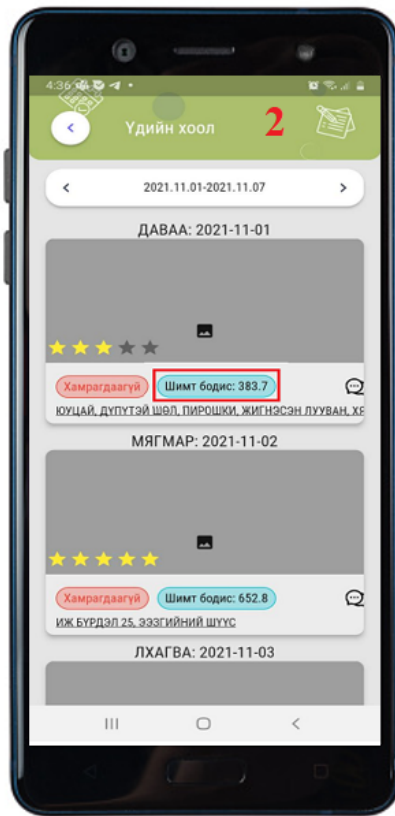 4:36
Үдийн хоол
2
2021.11.01-2021.11.07
ДАВАА: 2021-11-01
Хамрагдаагүй
Шимт бодис: 383.7
ЮУЦАЙ, ДҮПҮТЭЙ ШӨЛ, ПИРОШКИ, ЖИГНЭСЭН ЛУУВАН, ХЯ
МЯГМАР: 2021-11-02
Хамрагдаагүй
Шимт бодис: 652.8
ИЖ БҮРДЭЛ 25, ЭЭЗГИЙНИЙ ШҮҮС
ЛХАГВА: 2021-11-03